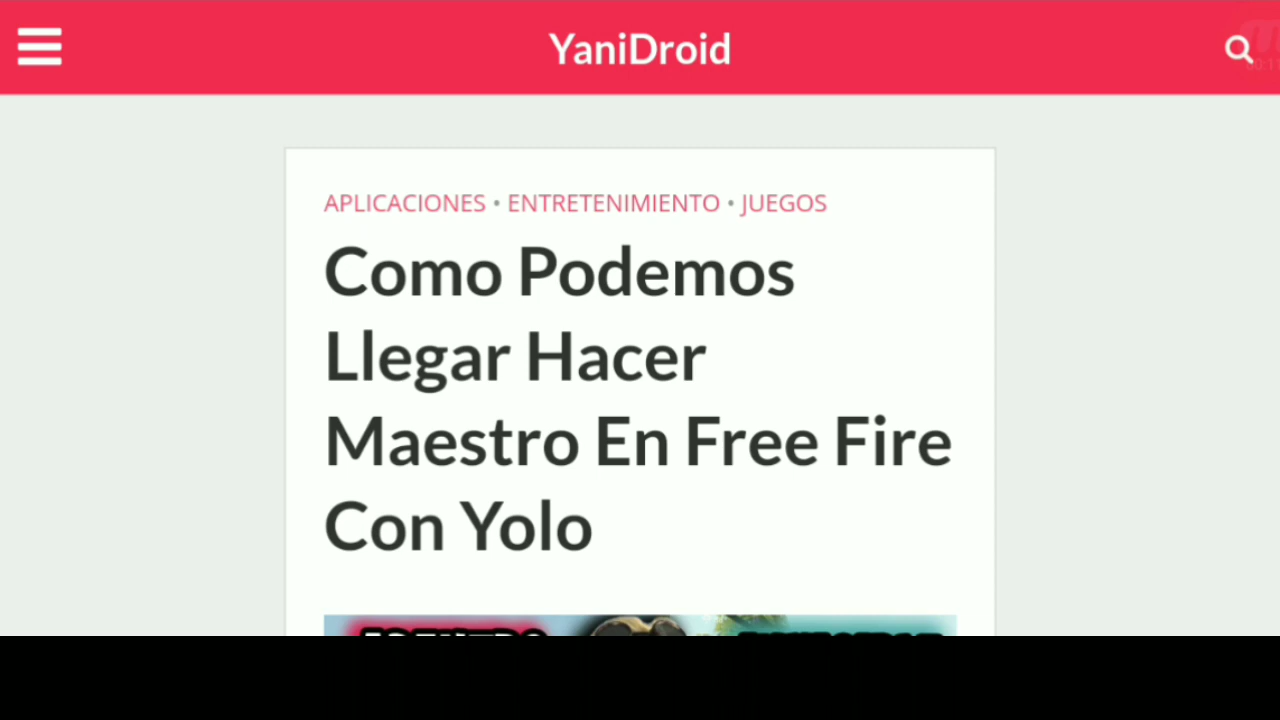 YaniDroid
APLICACIONES • ENTRETENIMIENTO • JUEGOS
Como Podemos
Llegar Hacer
Maestro En Free Fire
Con Yolo